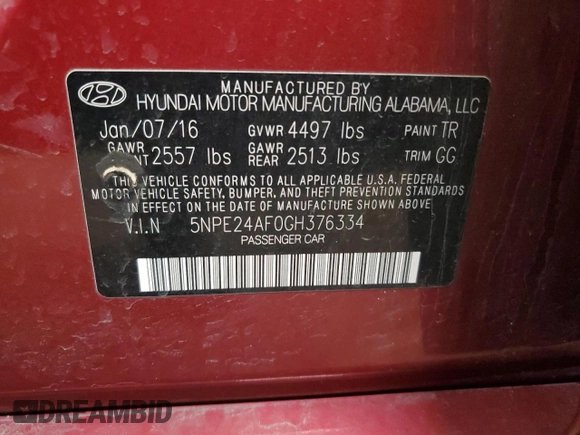 MANUFACTURED BY
HYUNDAI MOTOR MANUFACTURING ALABAMA, LLC
Jan/07/16 GVWR 4497 lbs PAINT TR
GAWR 2557 lbs GAWR REAR 2513 lbs TRIM GG
THIS VEHICLE CONFORMS TO ALL APPLICABLE U.S.A. FEDERAL
MOTOR VEHICLE SAFETY, BUMPER, AND THEFT PREVENTION STANDARDS
IN EFFECT ON THE DATE OF MANUFACTURE SHOWN ABOVE
V.I.N 5NPE24AF0GH376334
PASSENGER CAR
DREAMBID